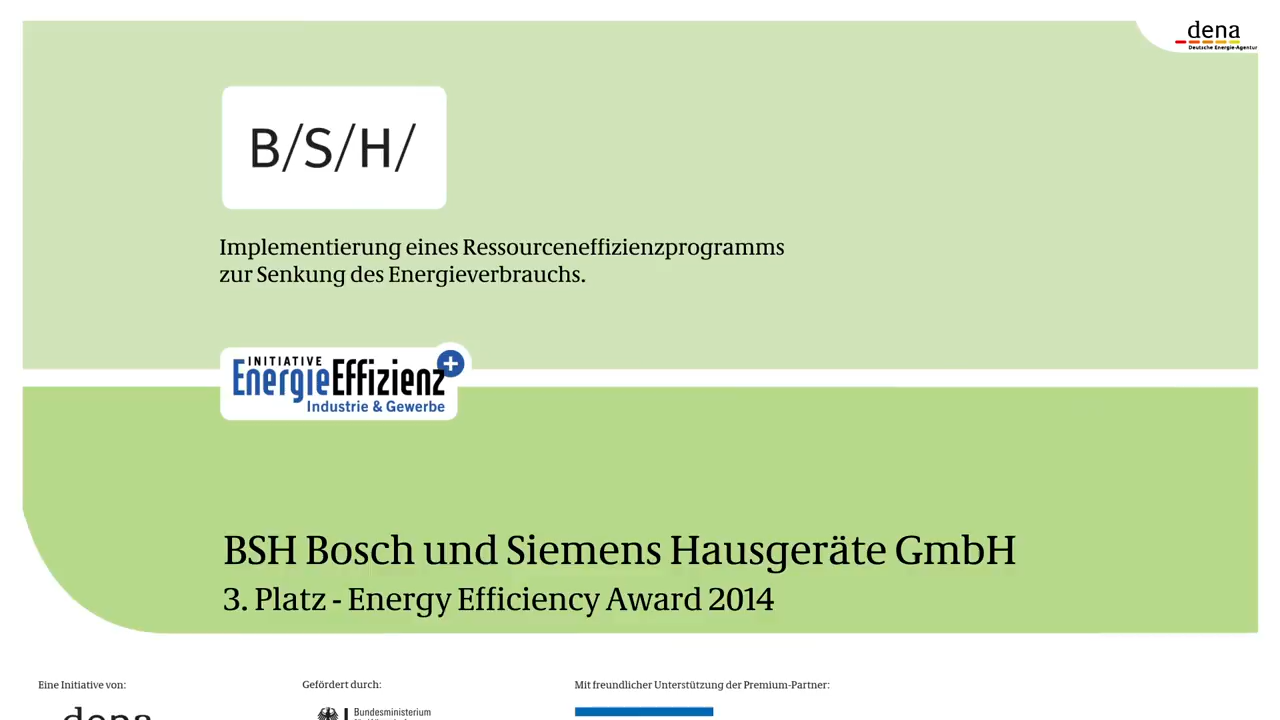 dena
Deutsche Energie-Agentur
B/S/H/
Implementierung eines Ressourceneffizienzprogramms
zur Senkung des Energieverbrauchs.
INITIATIVE
EnergieEffizienz+
Industrie & Gewerbe
BSH Bosch und Siemens Hausgeräte GmbH
3. Platz - Energy Efficiency Award 2014
Eine Initiative von:
Gefördert durch:
Mit freundlicher Unterstützung der Premium-Partner:
dena
Bundesministerium